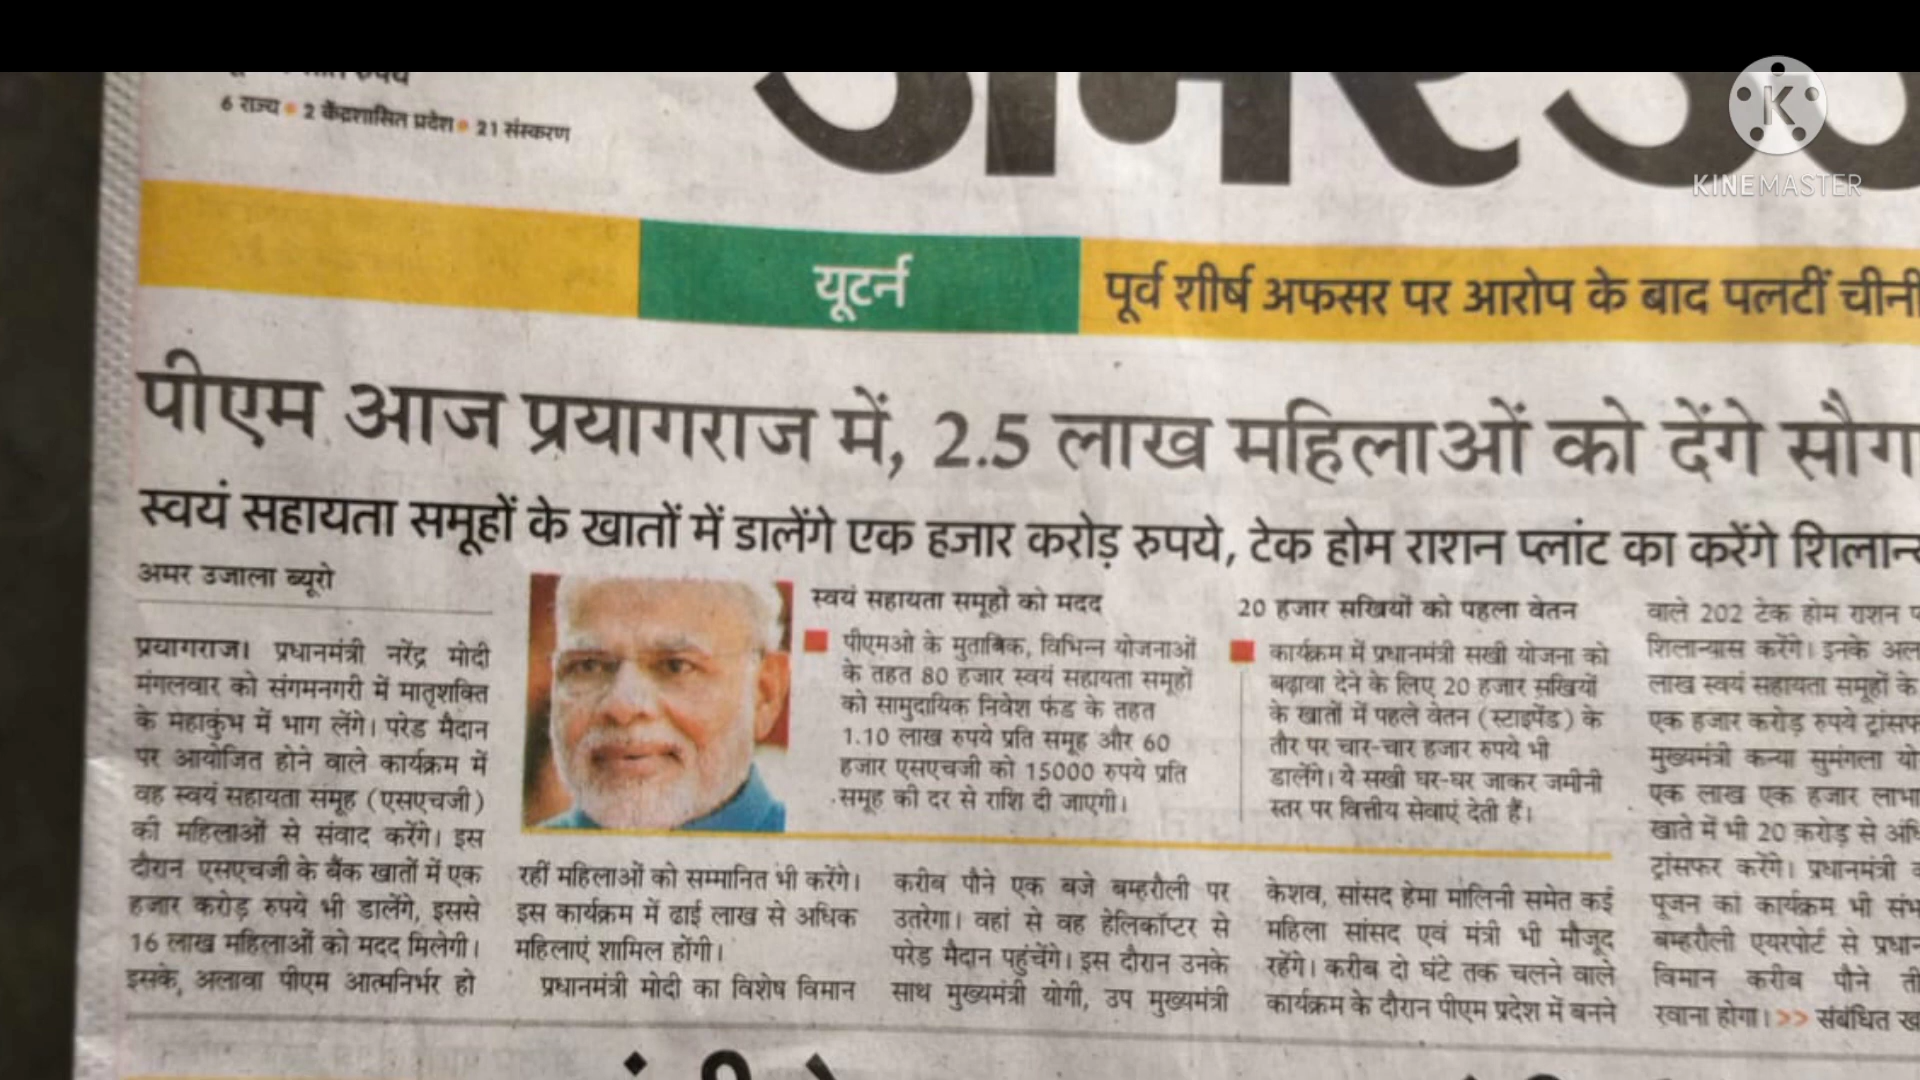 6 राज्य • 2 केंद्रशासित प्रदेश • 21 संस्करण
KINEMASTER
यूटर्न
पूर्व शीर्ष अफसर पर आरोप के बाद पलटीं चीनी
पीएम आज प्रयागराज में, 2.5 लाख महिलाओं को देंगे
स्वयं सहायता समूहों के खातों में डालेंगे एक हजार करोड़ रुपये, टेक होम राशन प्लांट का करेंगे
अमर उजाला ब्यूरो
प्रयागराज। प्रधानमंत्री नरेंद्र मोदी
मंगलवार को संगमनगरी में मातृशक्ति
के महाकुंभ में भाग लेंगे। परेड मैदान
पर आयोजित होने वाले कार्यक्रम में
वह स्वयं सहायता समूह (एसएचजी)
की महिलाओं से संवाद करेंगे। इस
दौरान एसएचजी के बैंक खातों में एक
हजार करोड़ रुपये भी डालेंगे, इससे
16 लाख महिलाओं को मदद मिलेगी।
इसके, अलावा पीएम आत्मनिर्भर हो
रहीं महिलाओं को सम्मानित भी करेंगे।
इस कार्यक्रम में ढाई लाख से अधिक
महिलाएं शामिल होंगी।
प्रधानमंत्री मोदी का विशेष विमान
स्वयं सहायता समूहों को मदद
पीएमओ के मुताबिक, विभिन्न योजनाओं
के तहत 80 हजार स्वयं सहायता समूहों
को सामुदायिक निवेश फंड के तहत
1.10 लाख रुपये प्रति समूह और 60
हजार एसएचजी को 15000 रुपये प्रति
समूह की दर से राशि दी जाएगी।
20 हजार सखियों को पहला वेतन
कार्यक्रम में प्रधानमंत्री सखी योजना को
बढ़ावा देने के लिए 20 हजार सखियों
के खातों में पहले वेतन (स्टाइपेंड) के
तौर पर चार-चार हजार रुपये भी
डालेंगे। ये सखी घर-घर जाकर जमीनी
स्तर पर वित्तीय सेवाएं देती हैं।
करीब पौने एक बजे बम्हरौली पर
उतरेगा। वहां से वह हेलिकॉप्टर से
परेड मैदान पहुंचेंगे। इस दौरान उनके
साथ मुख्यमंत्री योगी, उप मुख्यमंत्री
केशव, सांसद हेमा मालिनी समेत कई
महिला सांसद एवं मंत्री भी मौजूद
रहेंगे। करीब दो घंटे तक चलने वाले
कार्यक्रम के दौरान पीएम प्रदेश में बनने
वाले 202 टेक होम राशन
शिलान्यास करेंगे। इनके
लाख स्वयं सहायता समूहों के
एक हजार करोड़ रुपये
मुख्यमंत्री कन्या सुमंगला
एक लाख एक हजार
खाते में भी 20 करोड़ से
ट्रांसफर करेंगे। प्रधानमंत्री
पूजन का कार्यक्रम भी
बम्हरौली एयरपोर्ट से
विमान करीब पौने
रवाना होगा। >> संबंधित